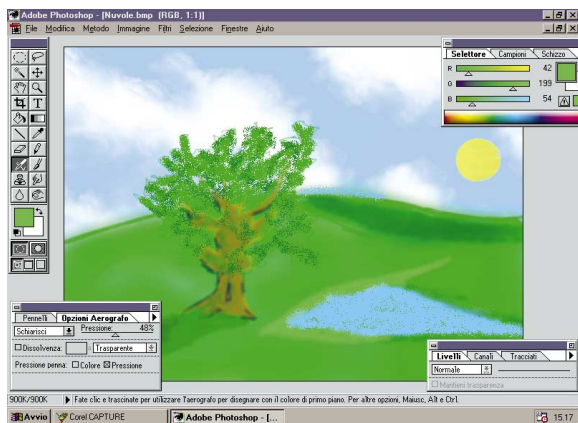 Adobe Photoshop - [Nuvole.bmp (RGB, 1:1)]
File Modifica Metodo Immagine Filtri Selezione Finestre Aiuto
Selettore Campioni Schizzo
R 42
G 199
B 54
T
Pennelli Opzioni Aerografo
Schiarisci Pressione: 48%
Dissolvenza: Trasparente
Pressione penna: Colore Pressione
Livelli Canali Tracciati
Normale
Mantieni trasparenza
900K/900K Fate clic e trascinate per utilizzare l'aerografo per disegnare con il colore di primo piano. Per altre opzioni, Maiusc, Alt e Ctrl.
Avvio Corel CAPTURE Adobe Photoshop - [... 15.17